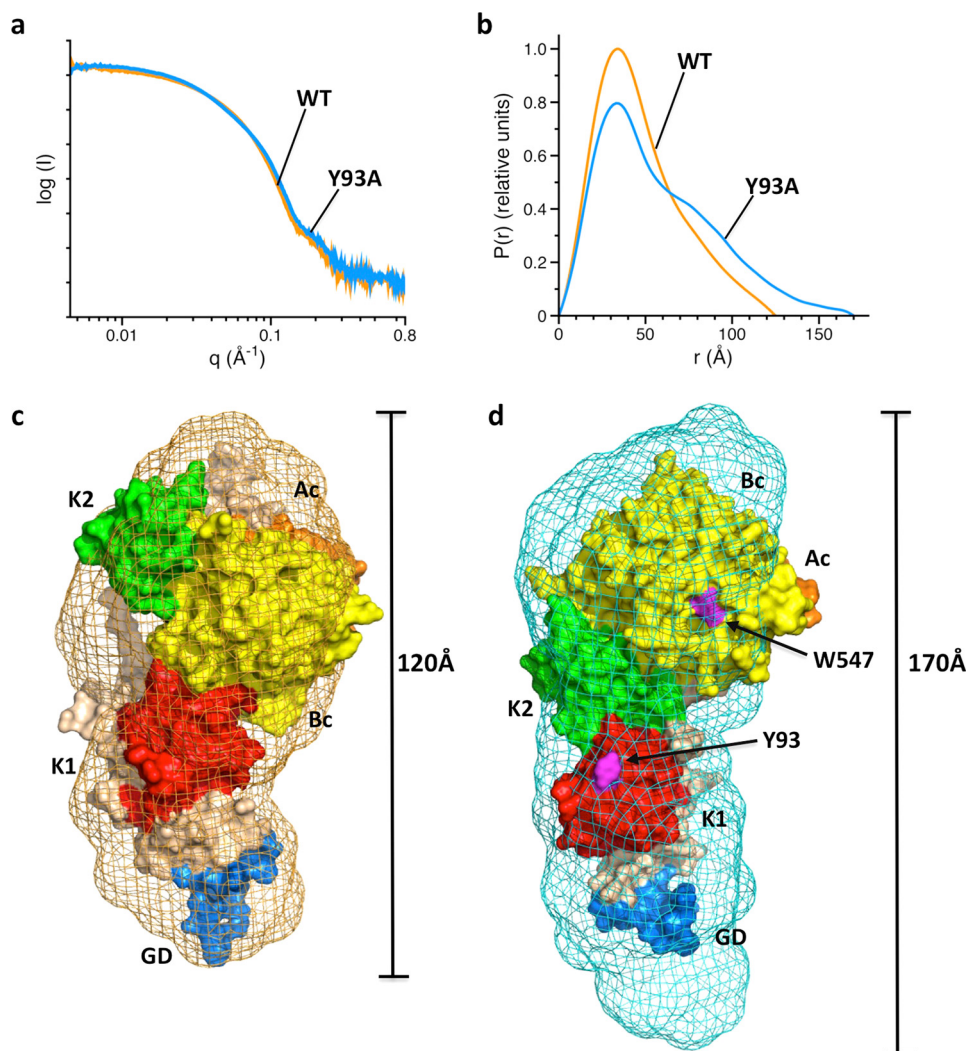 a
log (I)
WT
Y93A
0.01
0.1
0.8
q (Å⁻¹)
b
P(r) (relative units)
1.0
0.8
0.6
0.4
0.2
0
WT
Y93A
0
50
100
150
r (Å)
c
K2
Ac
Bc
K1
GD
120Å
d
Bc
Ac
W547
K2
Y93
K1
GD
170Å